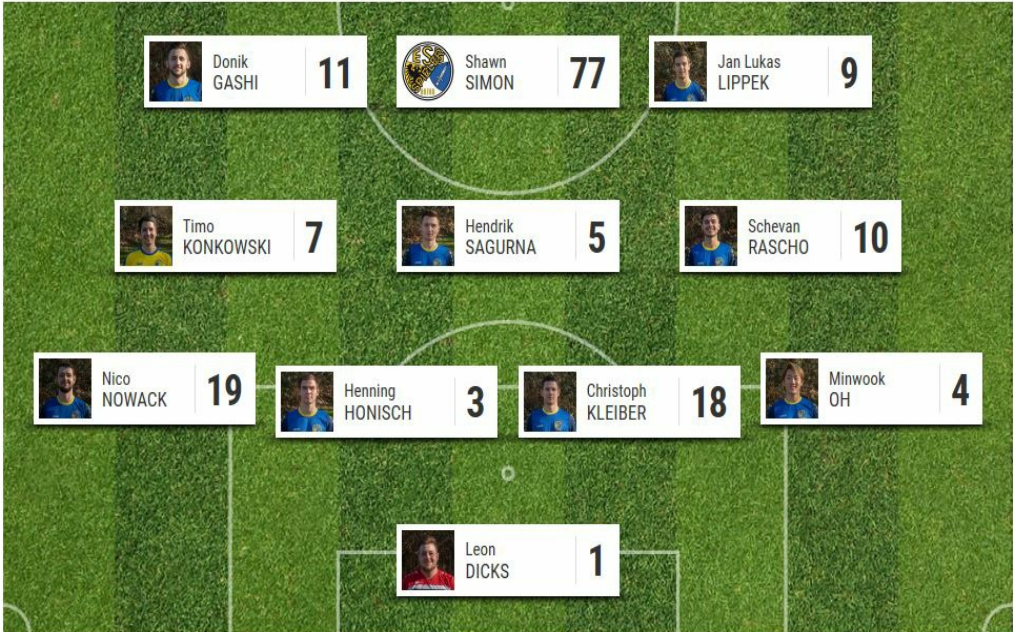 Donik
GASHI
11
Shawn
SIMON
77
Jan Lukas
LIPPEK
9
Timo
KONKOWSKI
7
Hendrik
SAGURNA
5
Schevan
RASCHO
10
Nico
NOWACK
19
Henning
HONISCH
3
Christoph
KLEIBER
18
Minwook
OH
4
Leon
DICKS
1